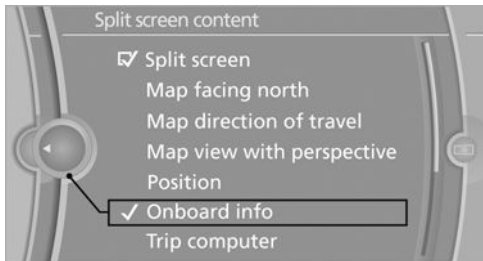 Split screen content
Split screen
Map facing north
Map direction of travel
Map view with perspective
Position
Onboard info
Trip computer